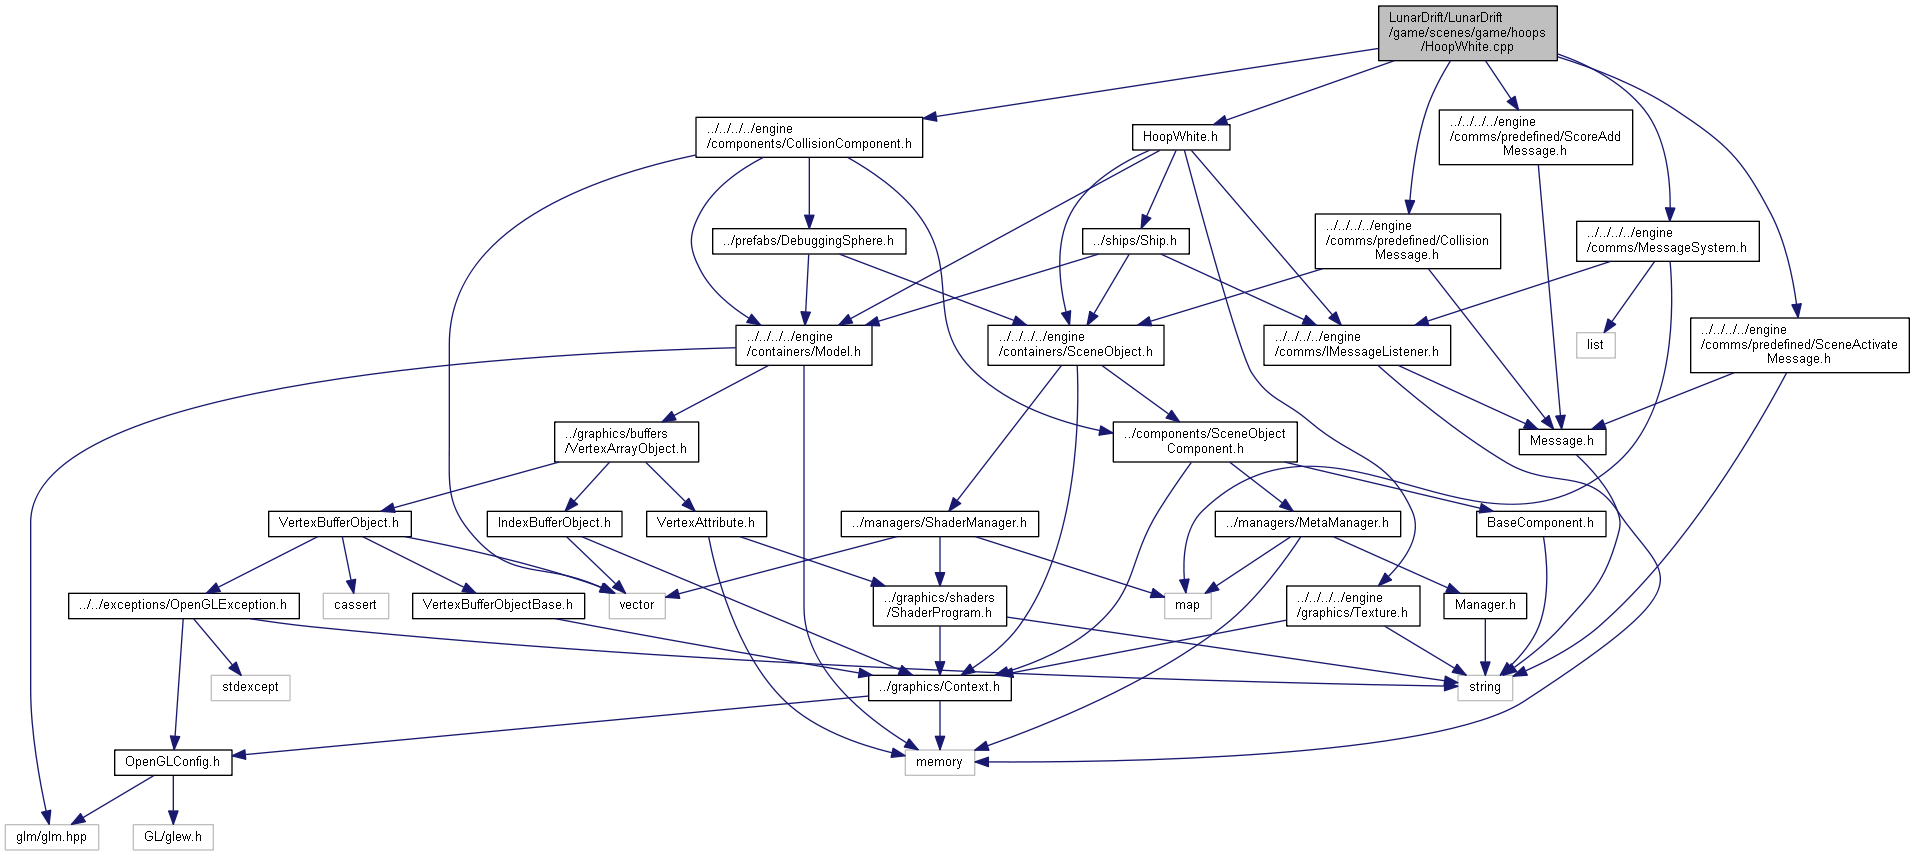 LunarDrift/LunarDrift
/game/scenes/game/hoops
/HoopWhite.cpp
../../../../engine
/components/CollisionComponent.h
HoopWhite.h
../../../../engine
/comms/predefined/ScoreAdd
Message.h
../prefabs/DebuggingSphere.h
../ships/Ship.h
../../../../engine
/comms/predefined/Collision
Message.h
../../../../engine
/comms/MessageSystem.h
../../../../engine
/containers/Model.h
../../../../engine
/containers/SceneObject.h
../../../../engine
/comms/IMessageListener.h
list
../../../../engine
/comms/predefined/SceneActivate
Message.h
../graphics/buffers
/VertexArrayObject.h
../components/SceneObject
Component.h
Message.h
VertexBufferObject.h
IndexBufferObject.h
VertexAttribute.h
../managers/ShaderManager.h
../managers/MetaManager.h
BaseComponent.h
../../exceptions/OpenGLException.h
cassert
VertexBufferObjectBase.h
vector
../graphics/shaders
/ShaderProgram.h
map
../../../../engine
/graphics/Texture.h
Manager.h
stdexcept
../graphics/Context.h
string
OpenGLConfig.h
memory
glm/glm.hpp
GL/glew.h